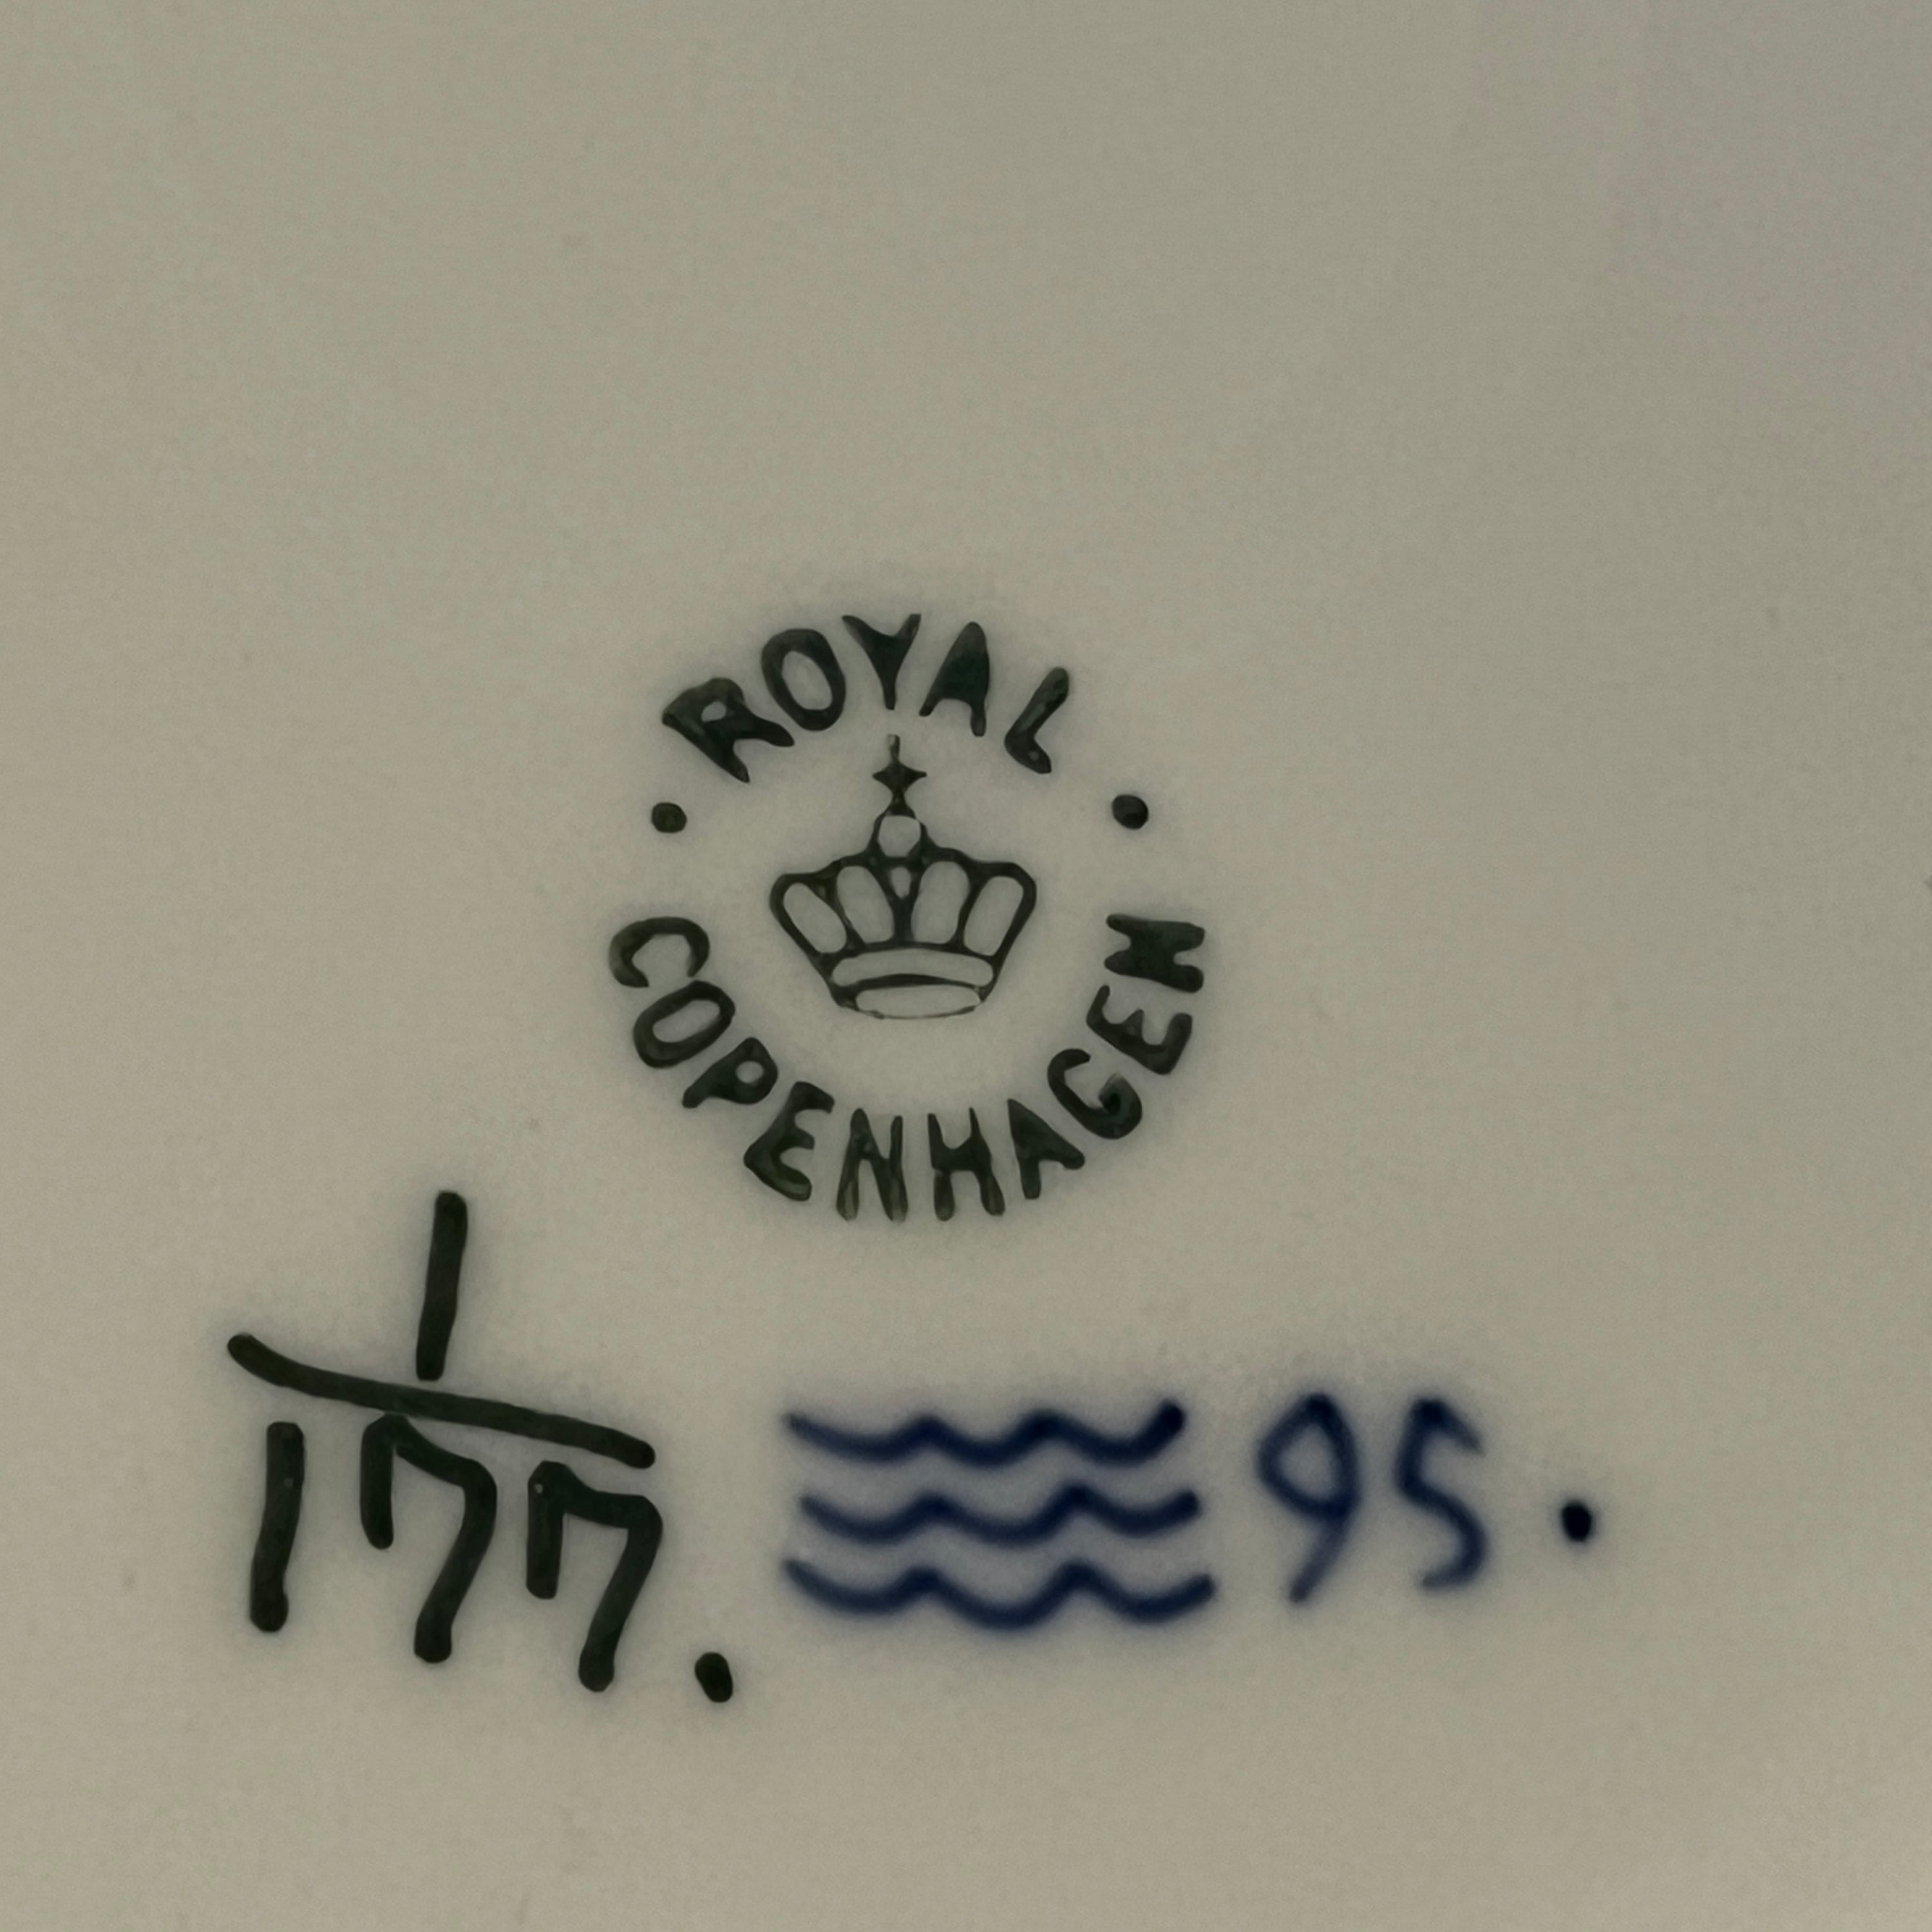 · ROYAL ·
COPENHAGEN
1
177.
95.